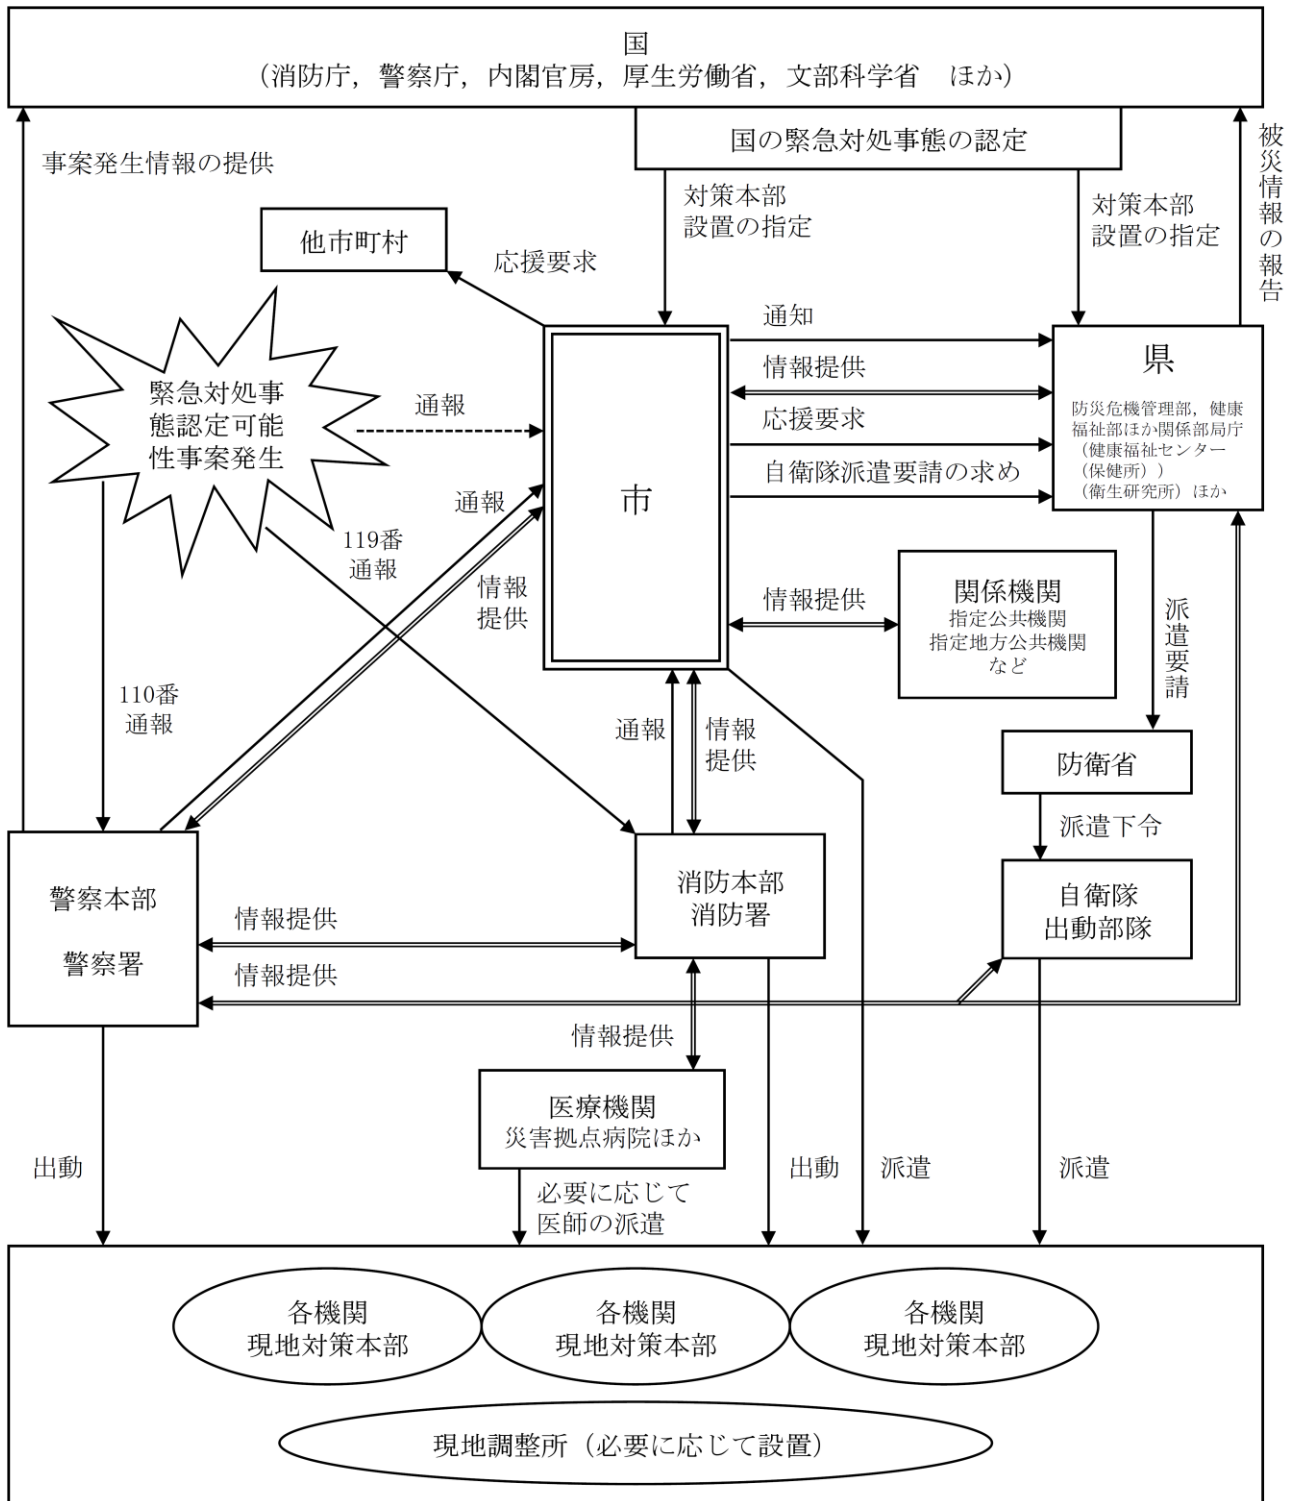 国
（消防庁，警察庁，内閣官房，厚生労働省，文部科学省　ほか）
国の緊急対処事態の認定
事案発生情報の提供
被災情報の報告
対策本部
設置の指定
対策本部
設置の指定
他市町村
応援要求
緊急対処事
態認定可能
性事案発生
通報
市
通知
情報提供
応援要求
自衛隊派遣要請の求め
県
防災危機管理部，健康
福祉部ほか関係部局庁
（健康福祉センター
（保健所））
（衛生研究所）ほか
通報
119番
通報
情報
提供
情報提供
関係機関
指定公共機関
指定地方公共機関
など
派遣要請
110番
通報
通報
情報
提供
防衛省
派遣下令
警察本部
警察署
消防本部
消防署
自衛隊
出動部隊
情報提供
情報提供
情報提供
医療機関
災害拠点病院ほか
出動
必要に応じて
医師の派遣
出動
派遣
派遣
各機関
現地対策本部
各機関
現地対策本部
各機関
現地対策本部
現地調整所（必要に応じて設置）